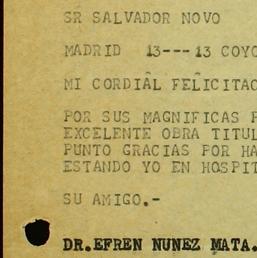 SR SALVADOR NOVO
MADRID 13---13 COYO
MI CORDIAL FELICITAC
POR SUS MAGNIFICAS F
EXCELENTE OBRA TITUL
PUNTO GRACIAS POR HA
ESTANDO YO EN HOSPIT
SU AMIGO.-
DR.EFREN NUNEZ MATA.